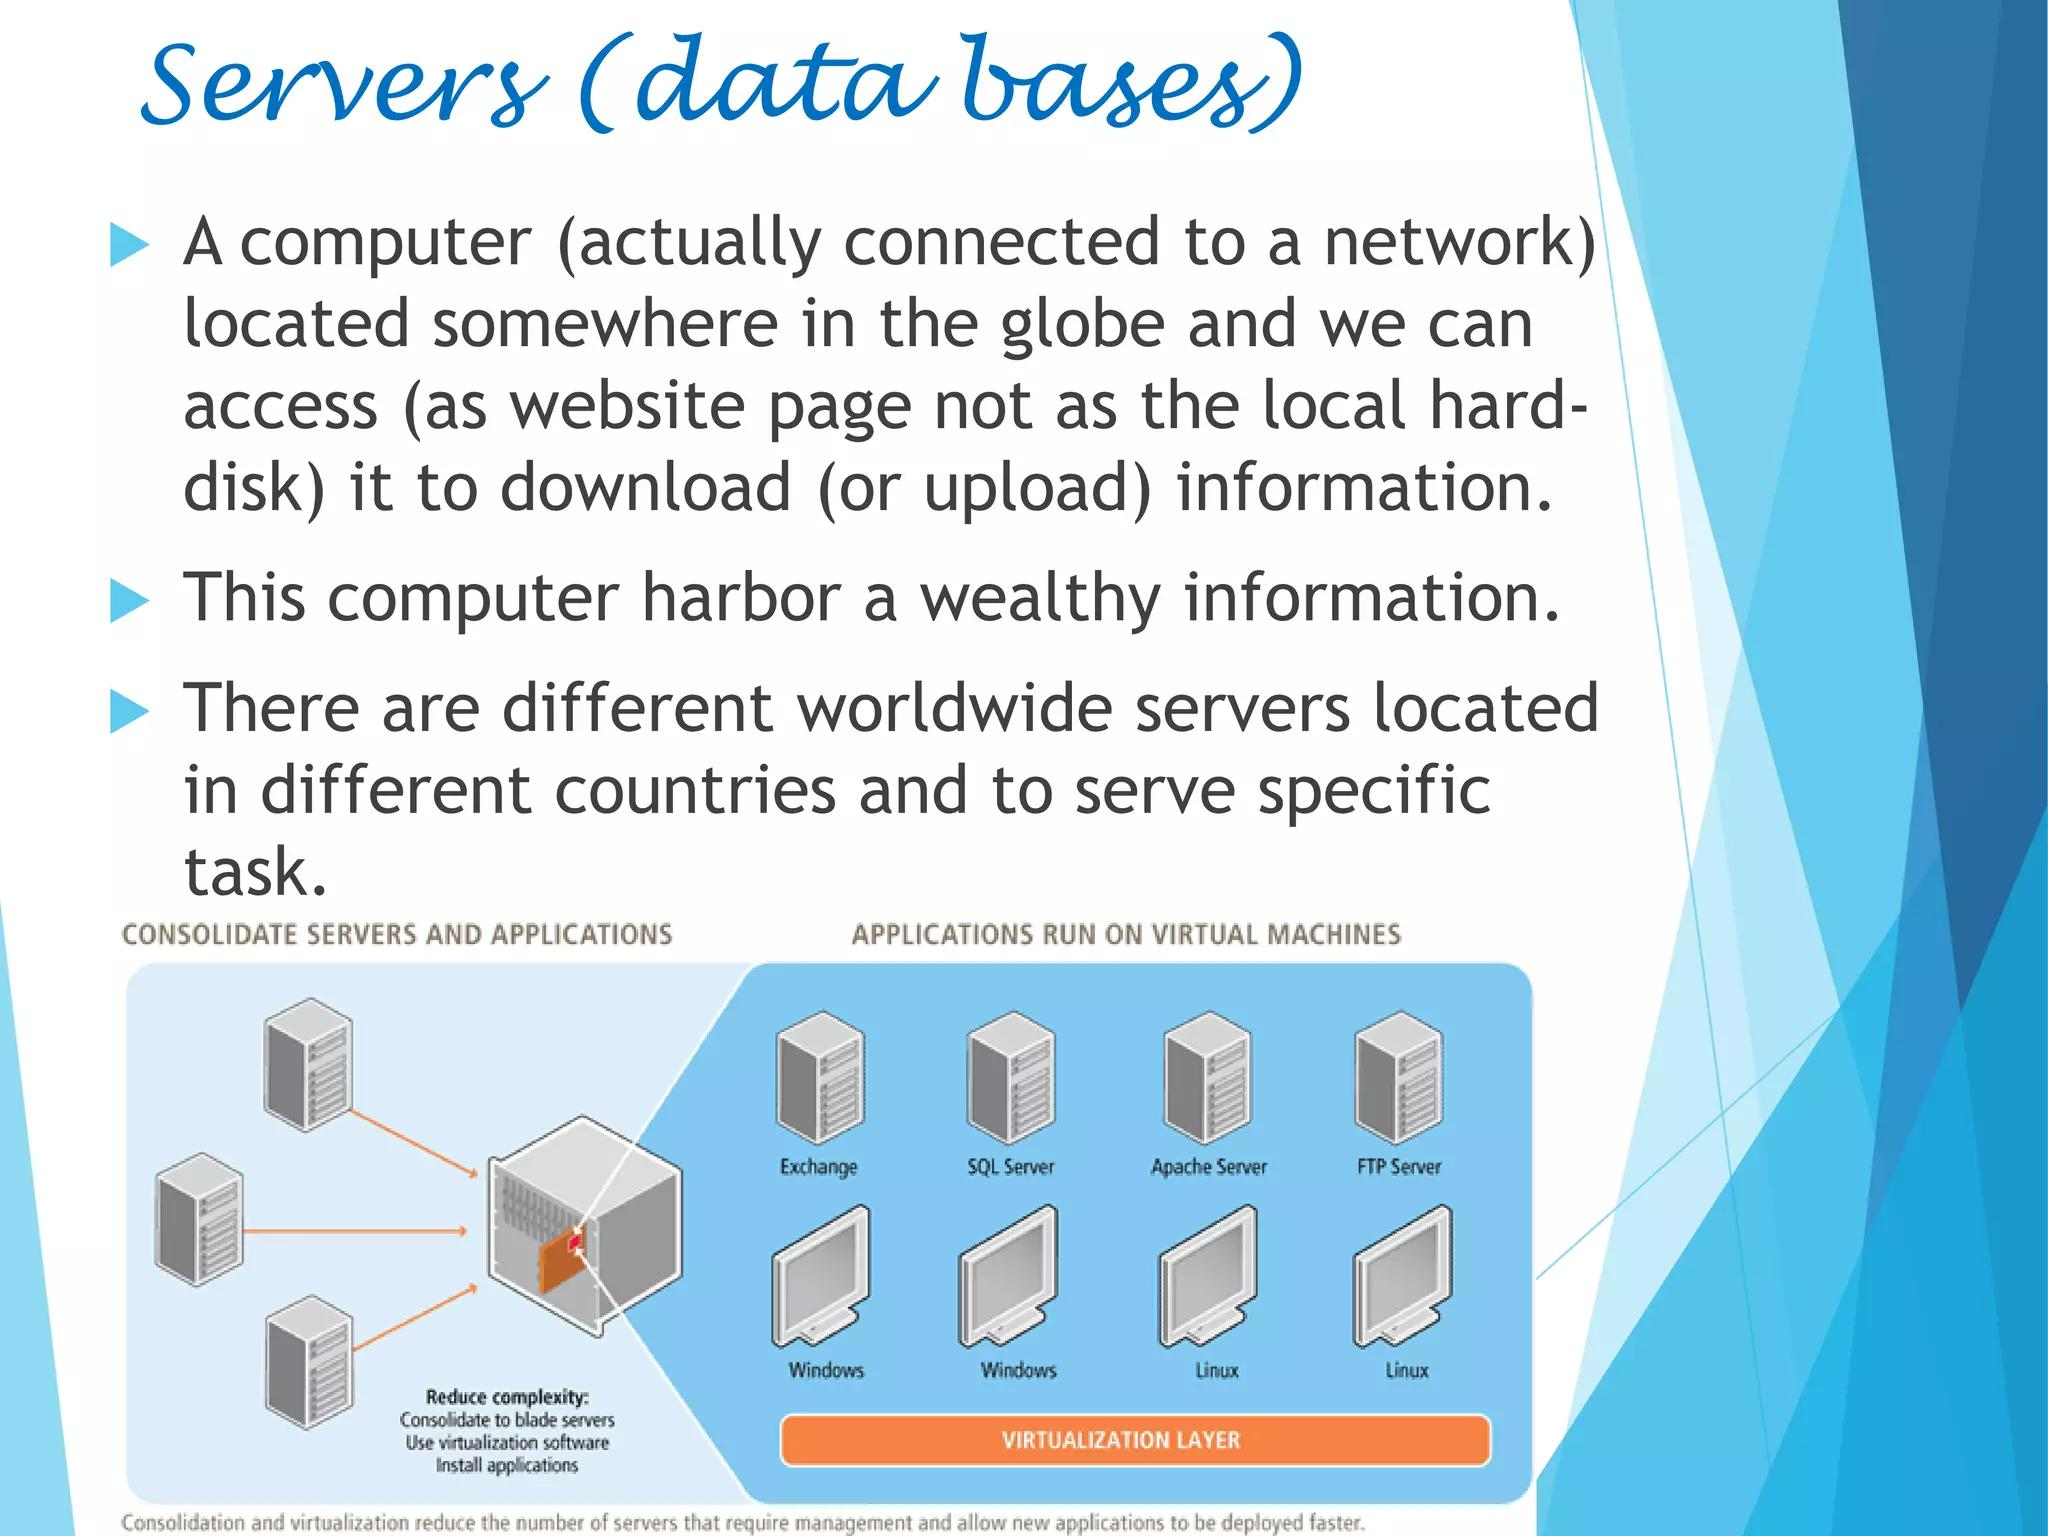 Servers (data bases)
A computer (actually connected to a network)
located somewhere in the globe and we can
access (as website page not as the local hard-
disk) it to download (or upload) information.
This computer harbor a wealthy information.
There are different worldwide servers located
in different countries and to serve specific
task.
CONSOLIDATE SERVERS AND APPLICATIONS
APPLICATIONS RUN ON VIRTUAL MACHINES
Exchange
SQL Server
Apache Server
FTP Server
Windows
Windows
Linux
Linux
Reduce complexity:
Consolidate to blade servers
Use virtualization software
Install applications
VIRTUALIZATION LAYER
Consolidation and virtualization reduce the number of servers that require management and allow new applications to be deployed faster.